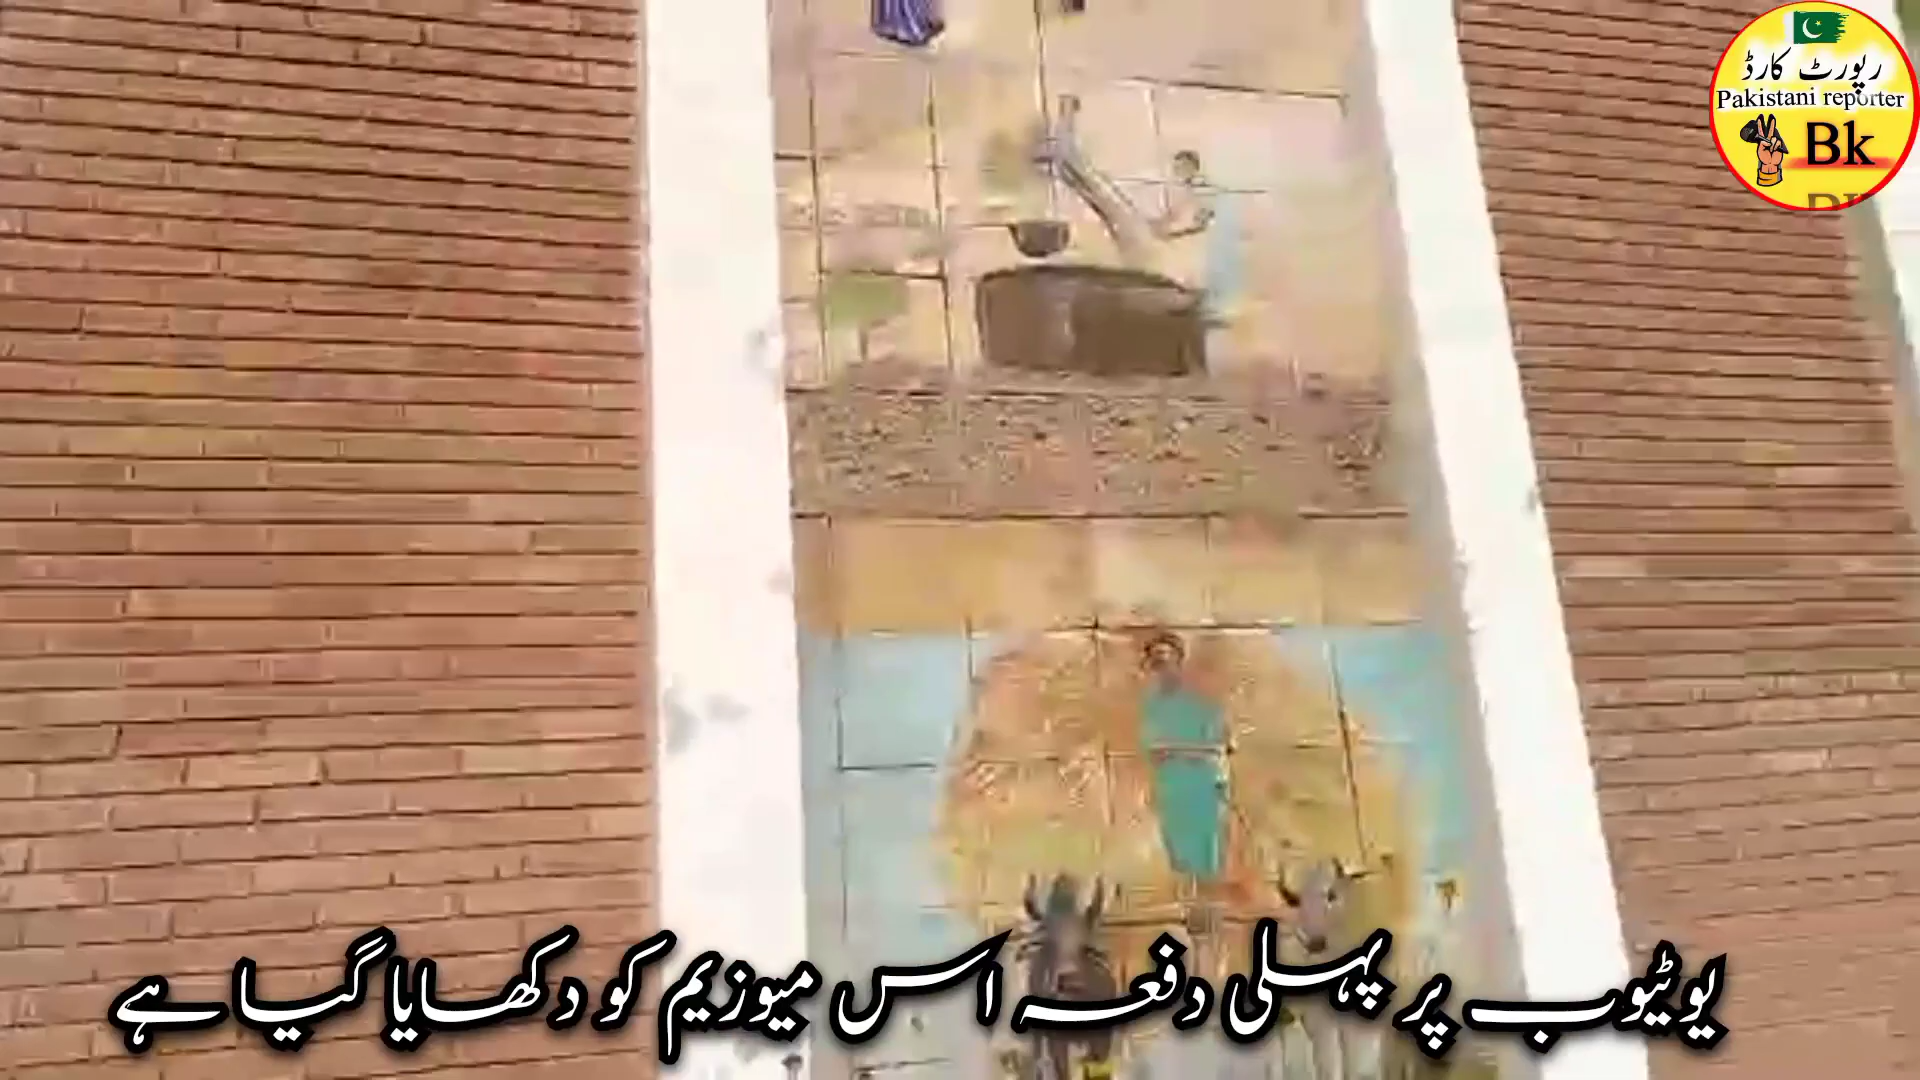 رپورٹ کارڈ
Pakistani reporter
Bk
یوٹیوب پر پہلی دفعہ اس میوزیم کو دکھایا گیا ہے